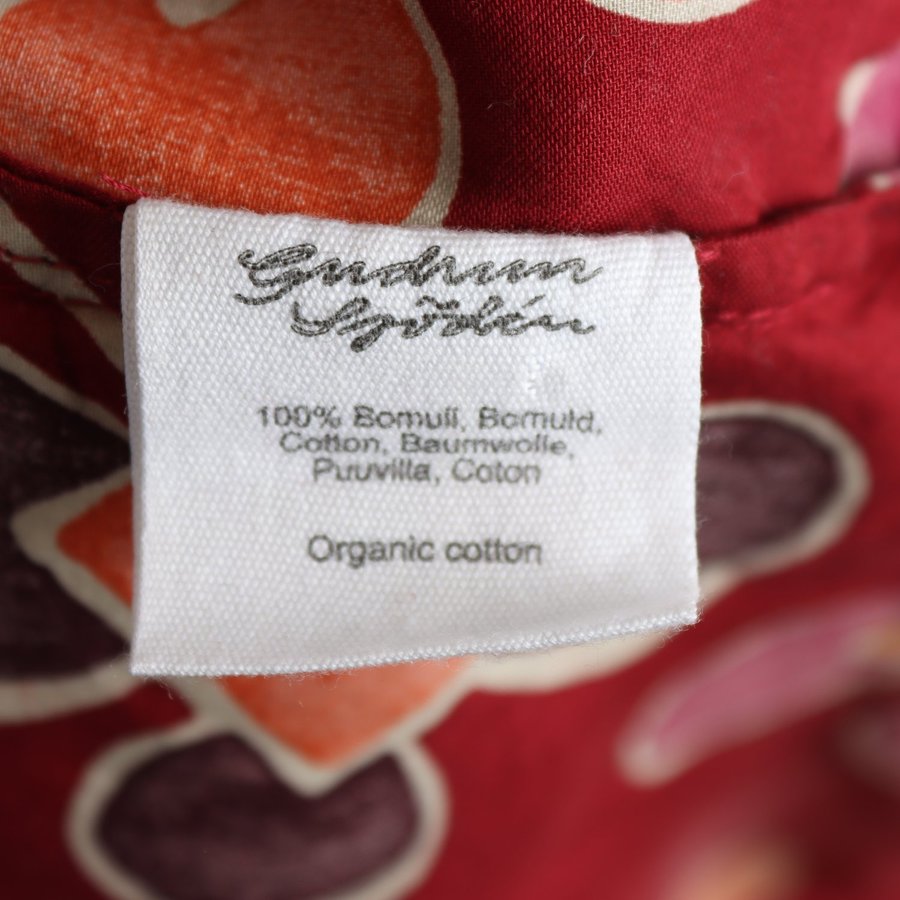 Gudrun
Sjödén
100% Bomull, Bomuld,
Cotton, Baumwolle,
Puuvilla, Coton
Organic cotton